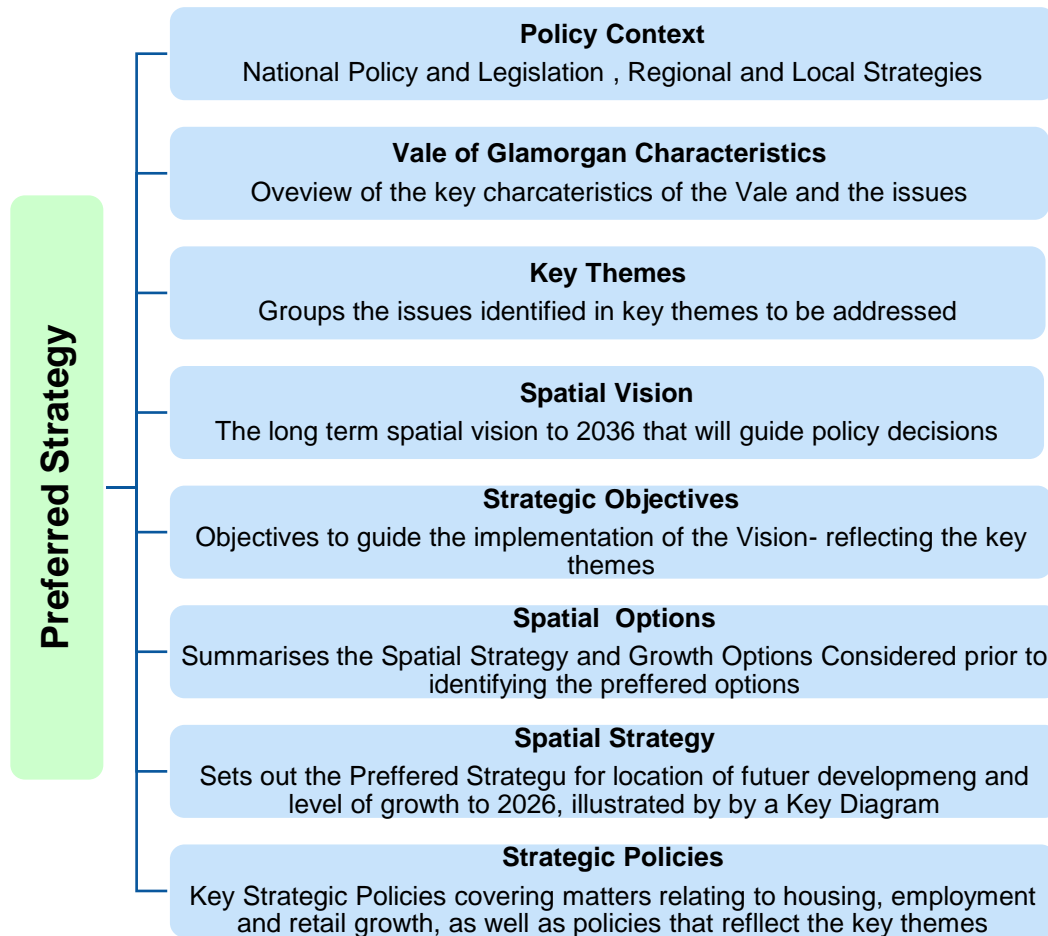 Preferred Strategy
Policy Context
National Policy and Legislation , Regional and Local Strategies
Vale of Glamorgan Characteristics
Oveview of the key charcateristics of the Vale and the issues
Key Themes
Groups the issues identified in key themes to be addressed
Spatial Vision
The long term spatial vision to 2036 that will guide policy decisions
Strategic Objectives
Objectives to guide the implementation of the Vision- reflecting the key
themes
Spatial  Options
Summarises the Spatial Strategy and Growth Options Considered prior to
identifying the preffered options
Spatial Strategy
Sets out the Preffered Strategu for location of futuer developmeng and
level of growth to 2026, illustrated by by a Key Diagram
Strategic Policies
Key Strategic Policies covering matters relating to housing, employment
and retail growth, as well as policies that refllect the key themes